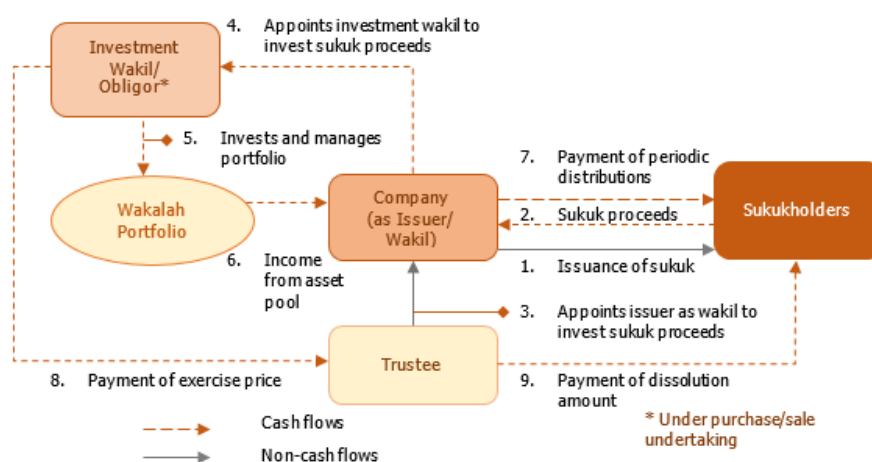 4. Appoints investment wakil to
invest sukuk proceeds
Investment
Wakil/
Obligor*
5. Invests and manages
portfolio
7. Payment of periodic
distributions
Wakalah
Portfolio
Company
(as Issuer/
Wakil)
2. Sukuk proceeds
Sukukholders
6. Income
from asset
pool
1. Issuance of sukuk
3. Appoints issuer as wakil to
invest sukuk proceeds
Trustee
8. Payment of exercise price
9. Payment of dissolution
amount
Cash flows
* Under purchase/sale
undertaking
Non-cash flows